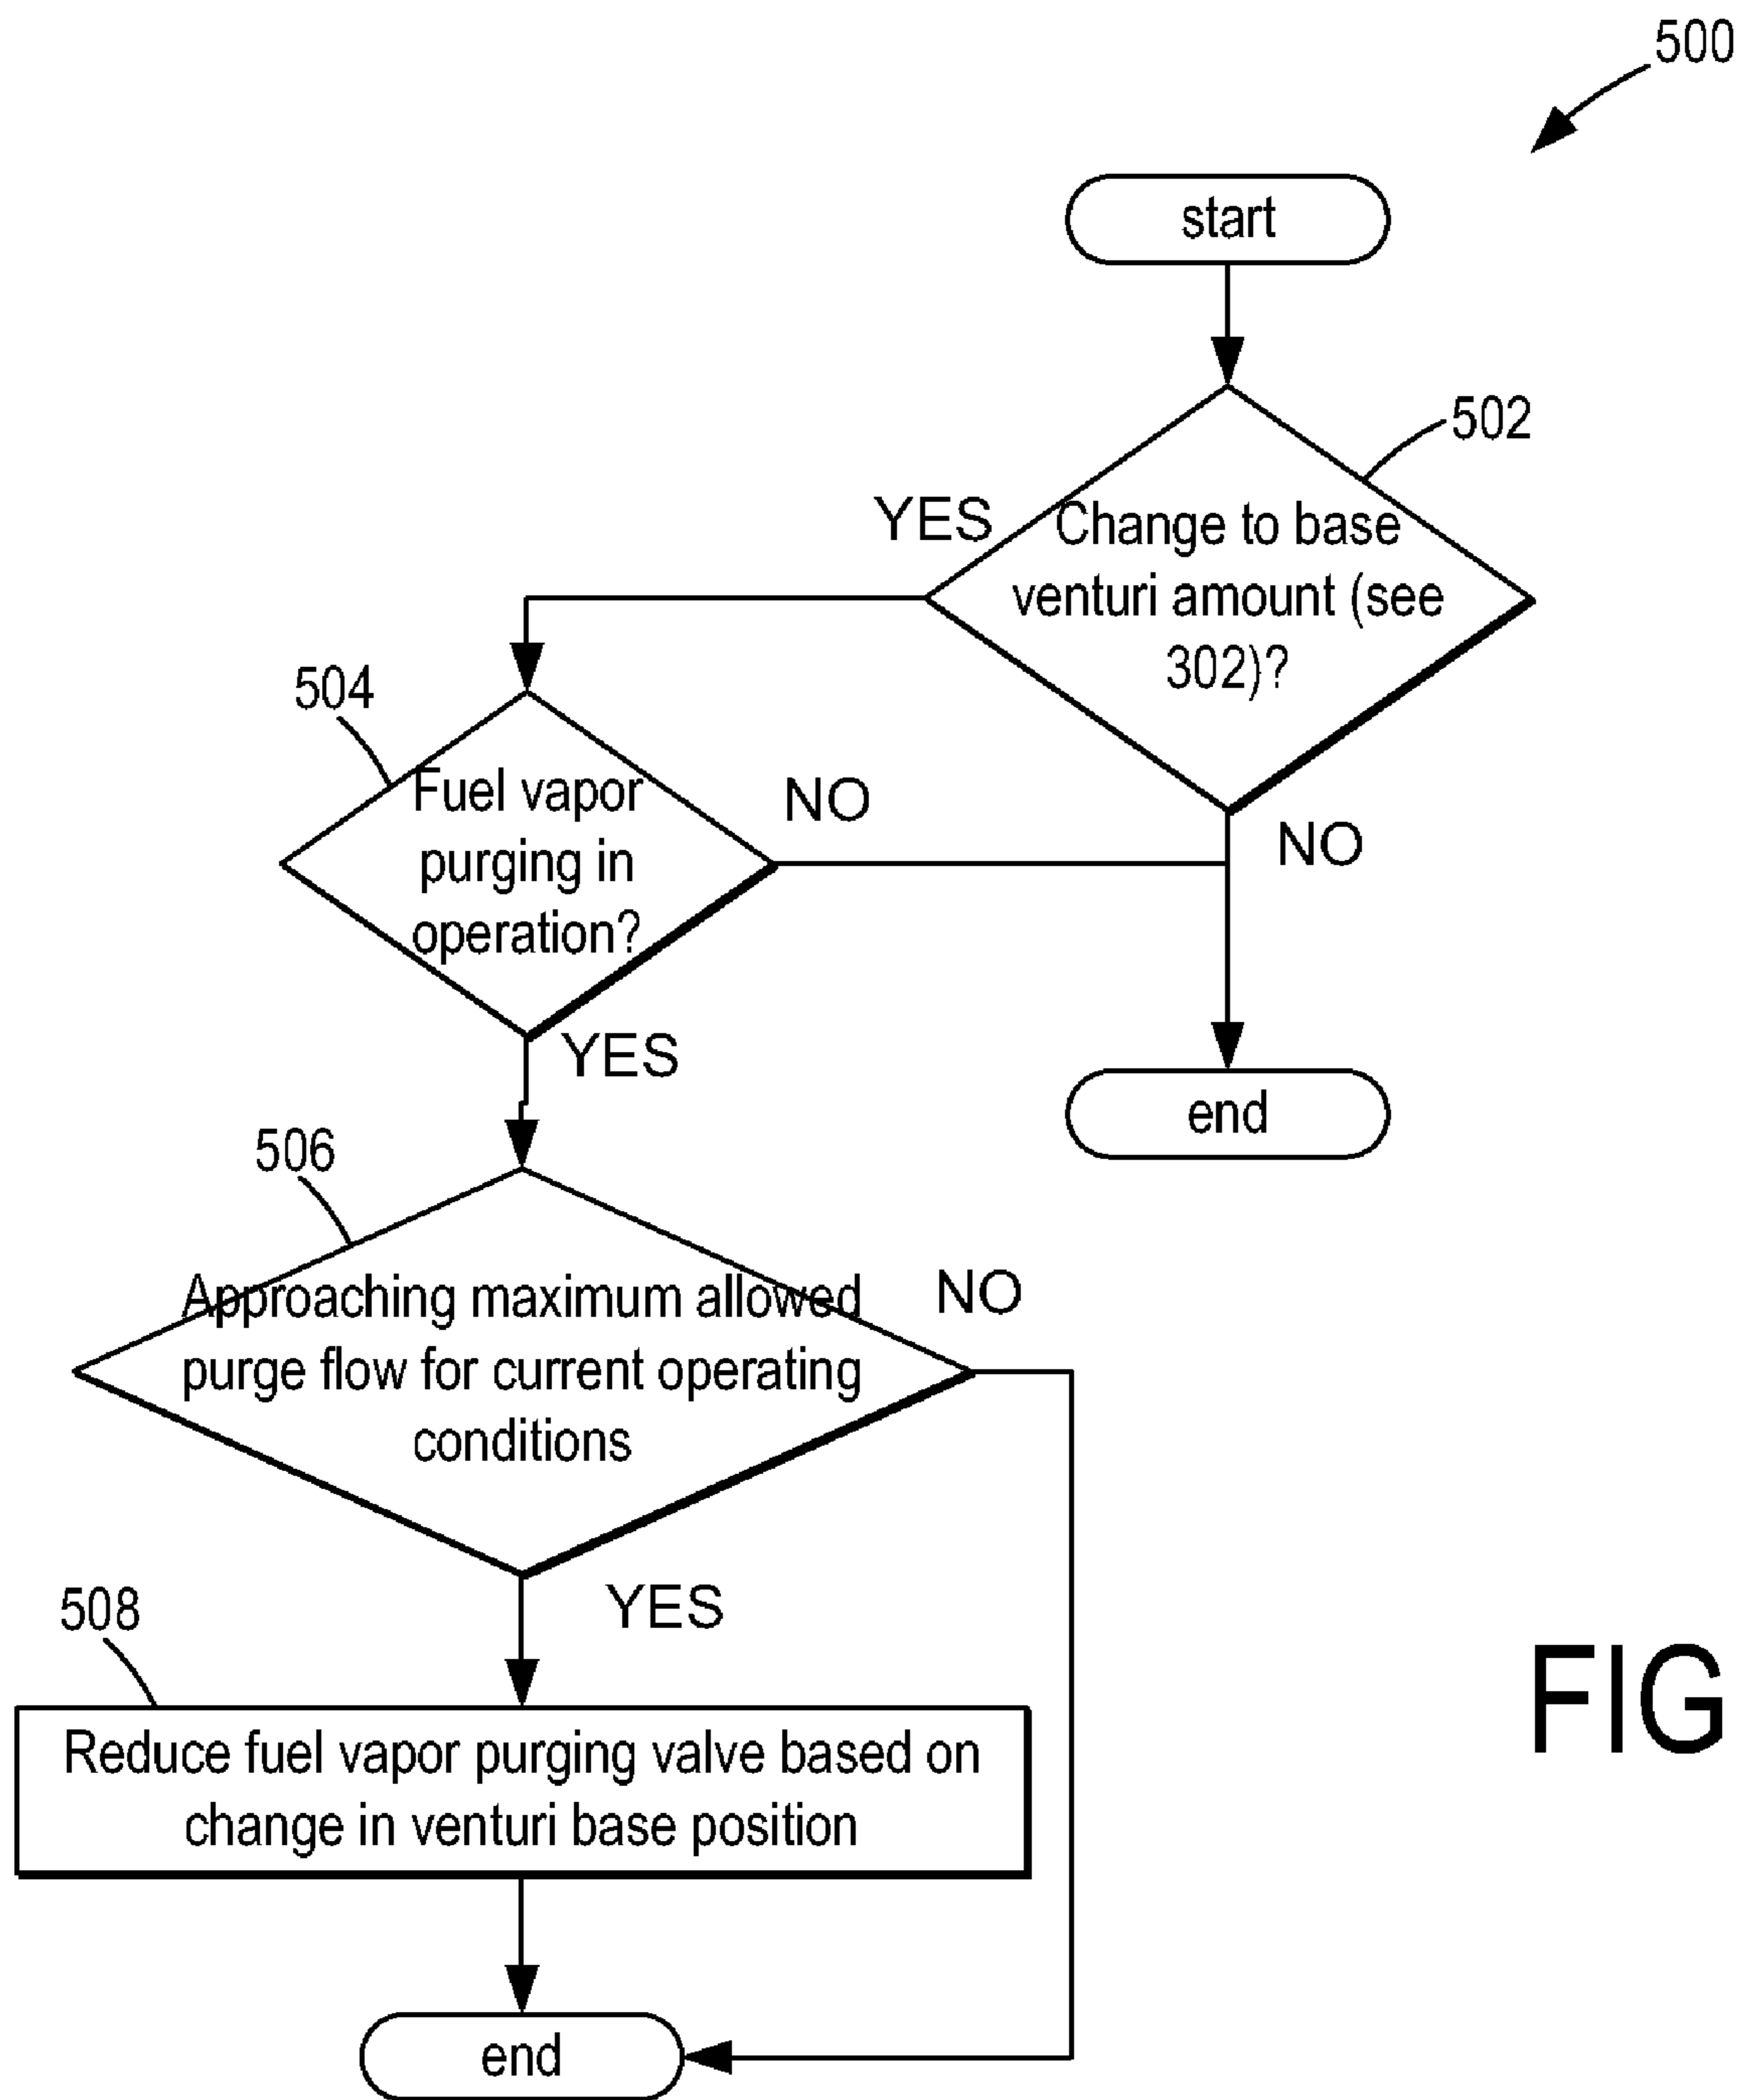 500
start
502
YES
Change to base
venturi amount (see
302)?
504
Fuel vapor
purging in
operation?
NO
NO
YES
end
506
Approaching maximum allowed
purge flow for current operating
conditions
NO
YES
508
Reduce fuel vapor purging valve based on
change in venturi base position
FIG
end